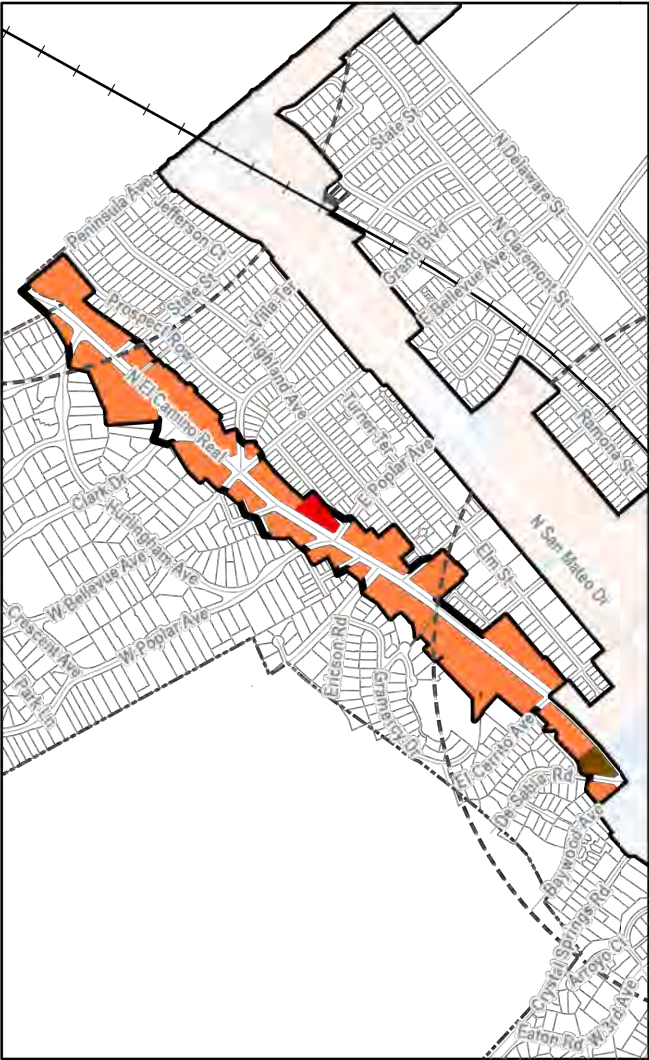 State St
N Delaware St
Peninsula Ave
Jefferson Ct
N Claremont St
Grand Blvd
E Bellevue Ave
State St
Villa Ter
Prospect Row
Highland Ave
N El Camino Real
Turner Ter
Ramona St
E Poplar Ave
Clark Dr
Hurlingham Ave
N San Mateo Dr
Elm St
W Bellevue Ave
Crescent Ave
W Poplar Ave
Ericson Rd
Park Ln
Gramercy Dr
El Cerrito Ave
De Sabla Rd
Baywood Ave
Crystal Springs Rd
Arroyo Ct
W 3rd Ave
Eaton Rd